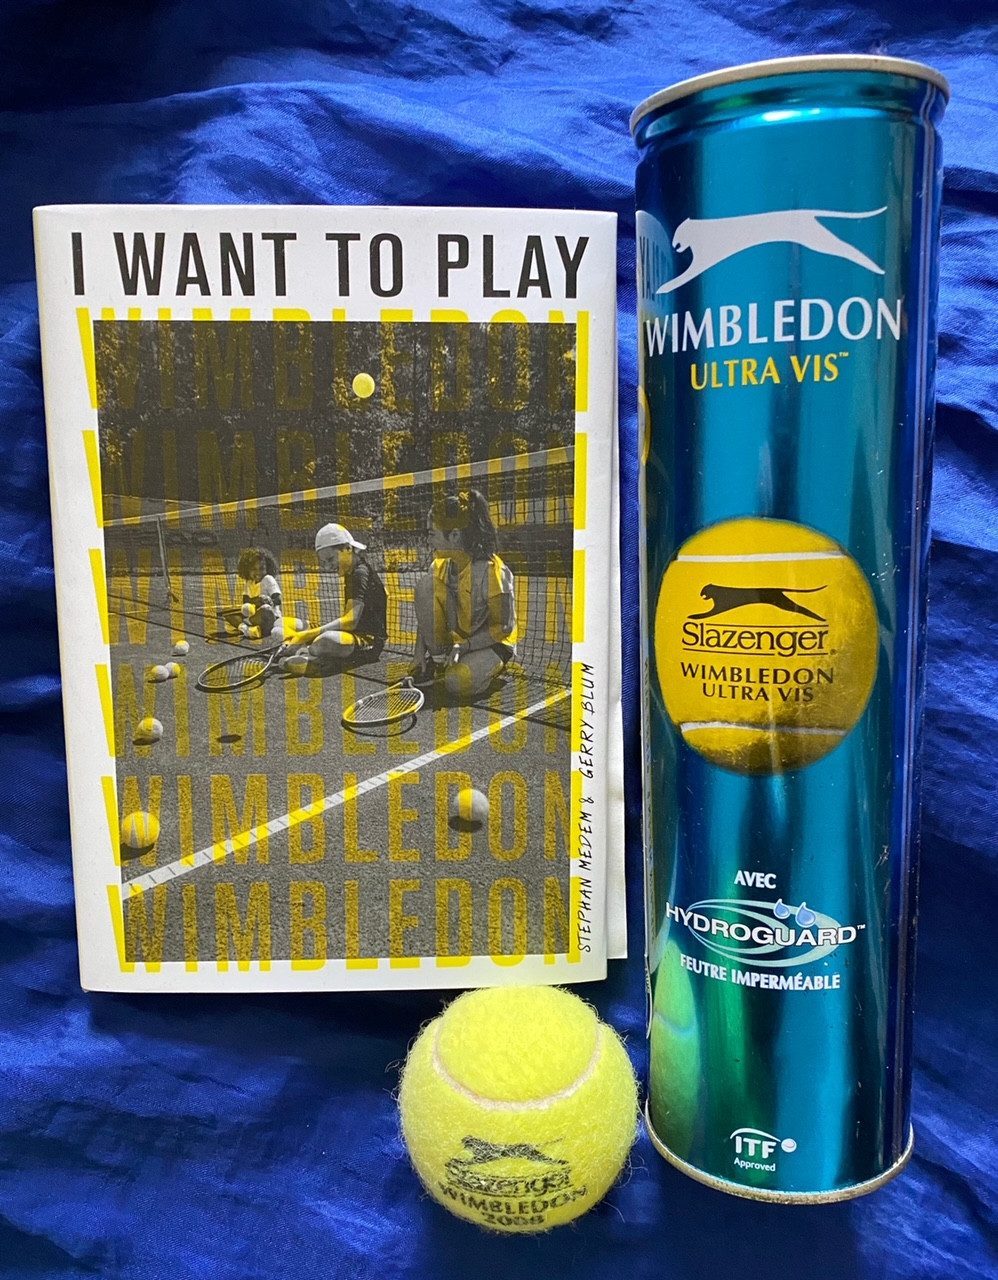 I WANT TO PLAY
WIMBLEDON
WIMBLEDON
WIMBLEDON
WIMBLEDON
WIMBLEDON
WIMBLEDON
STEPHAN MEDEM & GERRY BLUM
WIMBLEDON
ULTRA VIS™
Slazenger®
WIMBLEDON
ULTRA VIS
AVEC
HYDROGUARD™
FEUTRE IMPERMÉABLE
ITF
Approved
Slazenger
WIMBLEDON